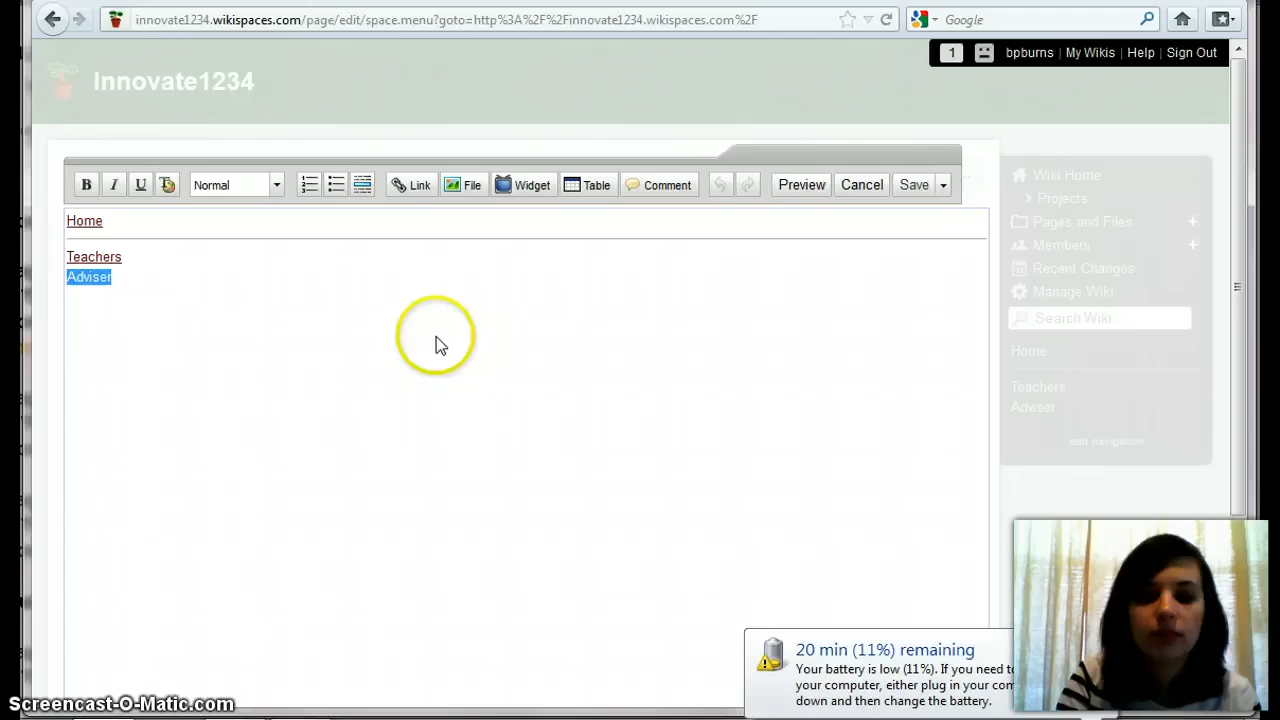 innovate1234.wikispaces.com/page/edit/space.menu?goto=http%3A%2F%2Finnovate1234.wikispaces.com%2F
Google
1 bpburns My Wikis Help Sign Out
Innovate1234
B I U Normal Link File Widget Table Comment Preview Cancel Save
Home
Teachers
Adviser
Wiki Home
Projects
Pages and Files +
Members +
Recent Changes
Manage Wiki
Search Wiki
Home
Teachers
Adviser
edit navigation
20 min (11%) remaining
Your battery is low (11%). If you need to
your computer, either plug in your com
down and then change the battery.
Screencast-O-Matic.com